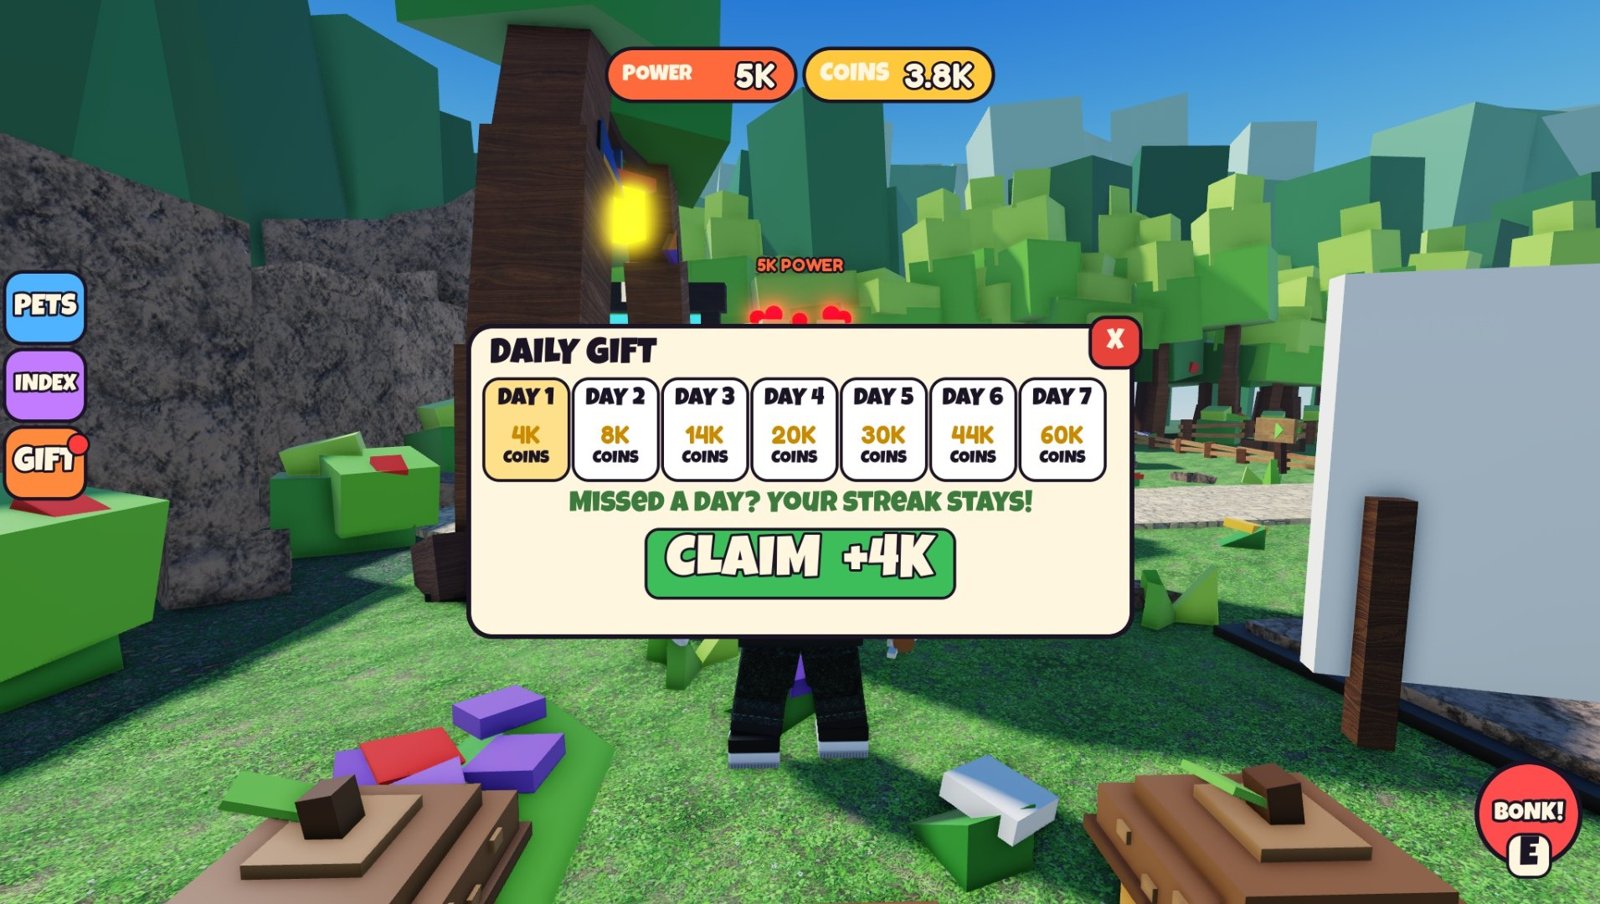 POWER 5K
COINS 3.8K
5K POWER
PETS
INDEX
GIFT
DAILY GIFT
X
DAY 1
4K
COINS
DAY 2
8K
COINS
DAY 3
14K
COINS
DAY 4
20K
COINS
DAY 5
30K
COINS
DAY 6
44K
COINS
DAY 7
60K
COINS
MISSED A DAY? YOUR STREAK STAYS!
CLAIM +4K
BONK!
E